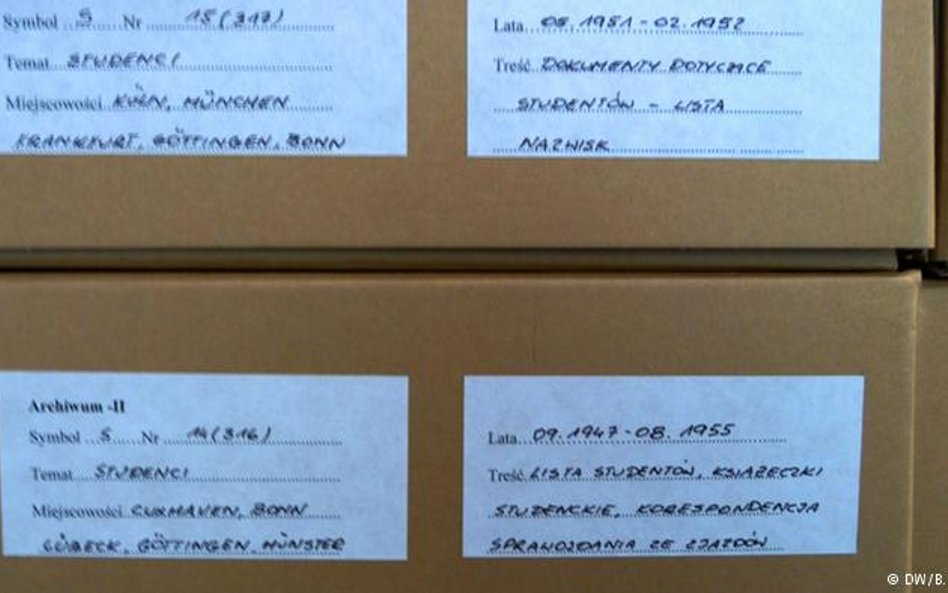 Symbol S Nr 15 (317)
Temat STUDENCI
Miejscowości KÖLN, MÜNCHEN
FRANKFURT, GÖTTINGEN, BONN
Lata 08.1951-02.1952
Treść DOKUMENTY DOTYCZĄCE
STUDENTÓW - LISTA
NAZWISK
Archiwum -II
Symbol S Nr 14 (316)
Temat STUDENCI
Miejscowości CUXHAVEN, BONN
LÜBECK, GÖTTINGEN, MÜNSTER
Lata 09.1947-08.1955
Treść LISTA STUDENTÓW, KSIĄŻECZKI
STUDENCKIE, KORESPONDENCJA
SPRAWOZDANIA ZE ZJAZDÓW
© DW/B.